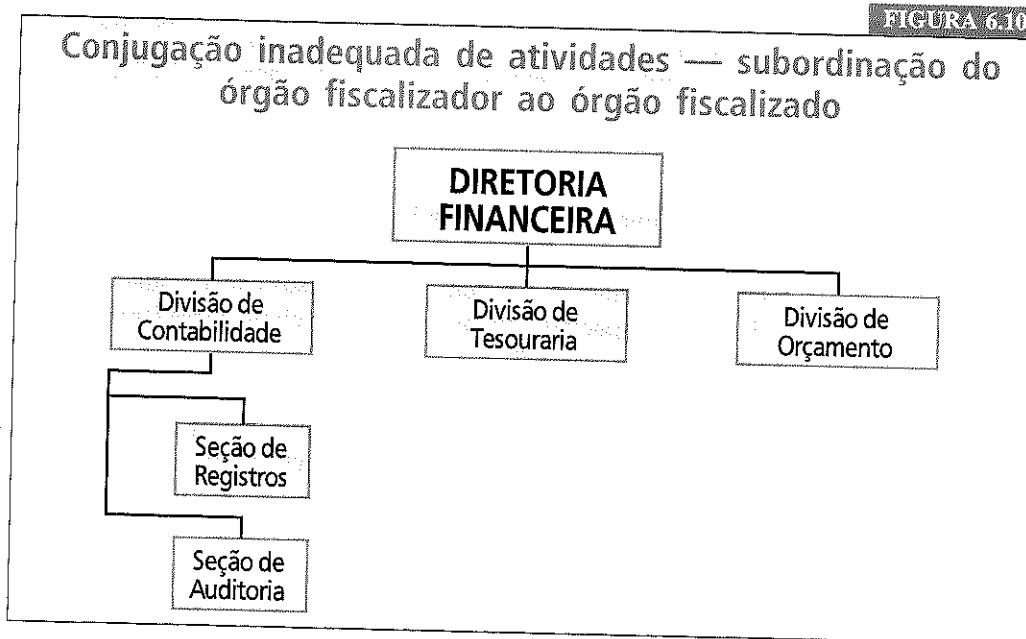 FIGURA 6.10
Conjugação inadequada de atividades — subordinação do
órgão fiscalizador ao órgão fiscalizado
DIRETORIA
FINANCEIRA
Divisão de
Contabilidade
Divisão de
Tesouraria
Divisão de
Orçamento
Seção de
Registros
Seção de
Auditoria